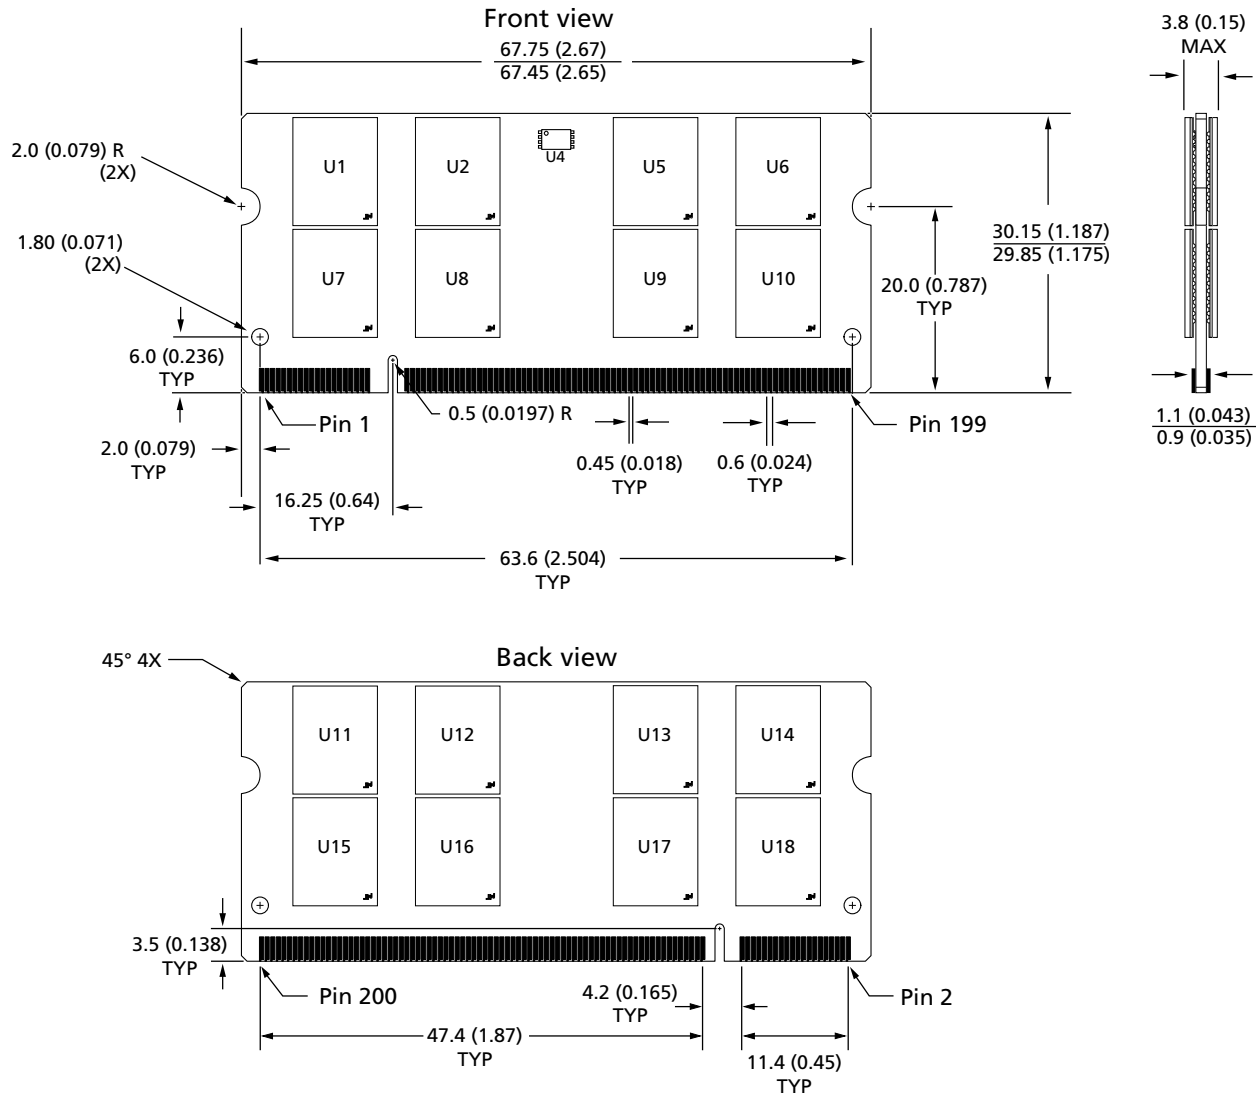 Front view
67.75 (2.67)
67.45 (2.65)
3.8 (0.15)
MAX
2.0 (0.079) R
(2X)
U1
U2
U4
U5
U6
1.80 (0.071)
(2X)
30.15 (1.187)
29.85 (1.175)
U7
U8
U9
U10
20.0 (0.787)
TYP
6.0 (0.236)
TYP
0.5 (0.0197) R
Pin 1
Pin 199
1.1 (0.043)
0.9 (0.035)
2.0 (0.079)
TYP
0.45 (0.018)
TYP
0.6 (0.024)
TYP
16.25 (0.64)
TYP
63.6 (2.504)
TYP
Back view
45° 4X
U11
U12
U13
U14
U15
U16
U17
U18
3.5 (0.138)
TYP
Pin 200
4.2 (0.165)
TYP
Pin 2
47.4 (1.87)
TYP
11.4 (0.45)
TYP